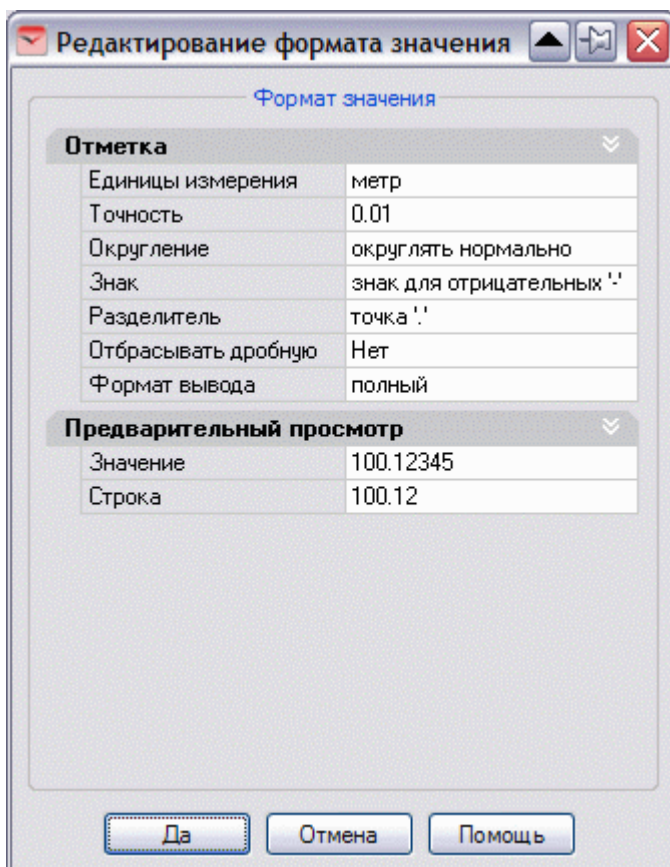 Редактирование формата значения
Формат значения
Отметка
Единицы измерения метр
Точность 0.01
Округление округлять нормально
Знак знак для отрицательных '-'
Разделитель точка '.'
Отбрасывать дробную Нет
Формат вывода полный
Предварительный просмотр
Значение 100.12345
Строка 100.12
Да Отмена Помощь